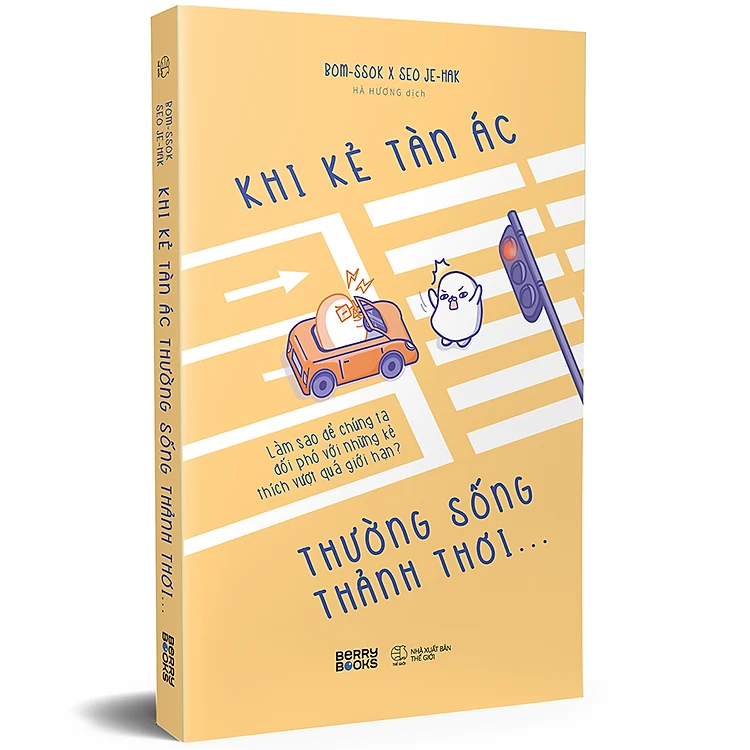 BOM-SSOK X SEO JE-HAK
HÀ HƯƠNG dịch
KHI KẺ TÀN ÁC
Làm sao để chúng ta
đối phó với những kẻ
thích vượt quá giới hạn?
THƯỜNG SỐNG
THẢNH THƠI...
BERRY
BOOKS
THẾ GIỚI
NHÀ XUẤT BẢN
THẾ GIỚI
BOM-SSOK
SEO JE-HAK
KHI KẺ TÀN ÁC THƯỜNG SỐNG THẢNH THƠI...
BERRY
BOOKS